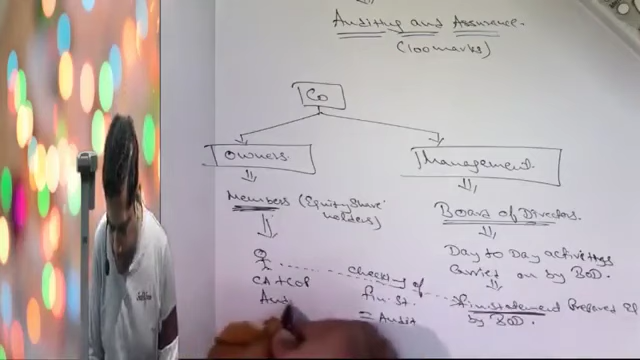 Auditing and Assurance.
(100 marks)
Co
Owners.
Management.
Members (Equity share
holders)
Board of Directors.
Day to Day activities
carried on by BOD.
CA + COP
checking of
fin. st.
= Audit
Fin. statement Prepared
by BOD.